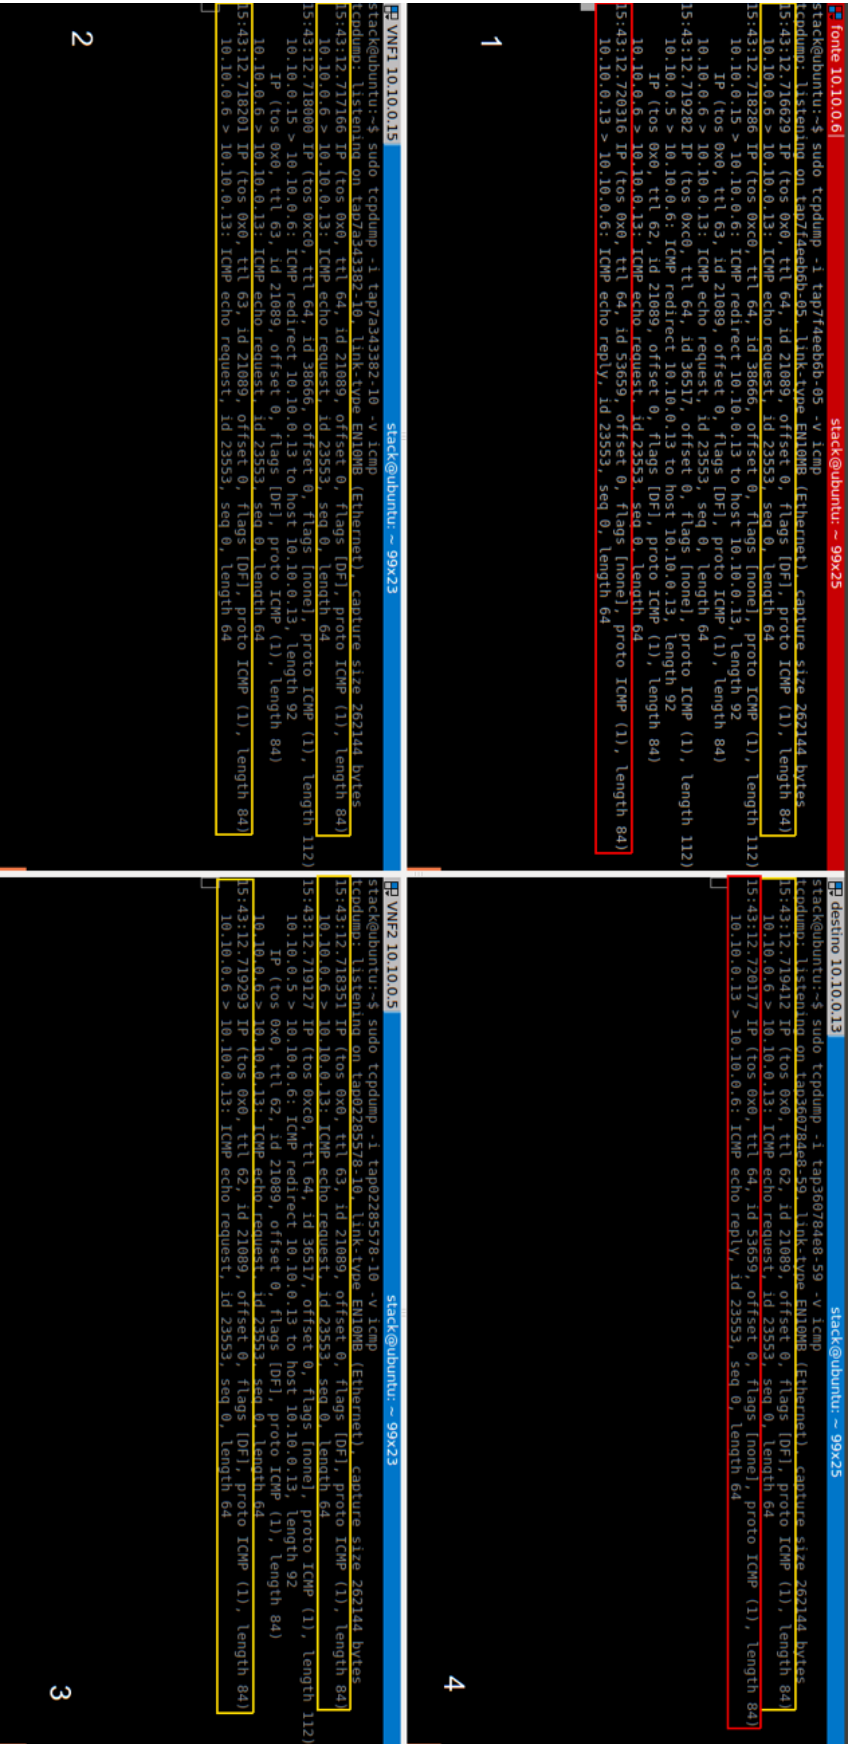 fonte 10.10.0.6
stack@ubuntu: ~ 99x25
stack@ubuntu:~$ sudo tcpdump -i tap7f4eeb6b-05 -v icmp
tcpdump: listening on tap7f4eeb6b-05, link-type EN10MB (Ethernet), capture size 262144 bytes
15:43:12.716629 IP (tos 0x0, ttl 64, id 21089, offset 0, flags [DF], proto ICMP (1), length 84)
10.10.0.6 > 10.10.0.13: ICMP echo request, id 23553, seq 0, length 64
15:43:12.718286 IP (tos 0xc0, ttl 64, id 38666, offset 0, flags [none], proto ICMP (1), length 112)
10.10.0.15 > 10.10.0.6: ICMP redirect 10.10.0.13 to host 10.10.0.13, length 92
IP (tos 0x0, ttl 63, id 21089, offset 0, flags [DF], proto ICMP (1), length 84)
10.10.0.6 > 10.10.0.13: ICMP echo request, id 23553, seq 0, length 64
15:43:12.719282 IP (tos 0xc0, ttl 64, id 36517, offset 0, flags [none], proto ICMP (1), length 112)
10.10.0.5 > 10.10.0.6: ICMP redirect 10.10.0.13 to host 10.10.0.13, length 92
IP (tos 0x0, ttl 62, id 21089, offset 0, flags [DF], proto ICMP (1), length 84)
10.10.0.6 > 10.10.0.13: ICMP echo request, id 23553, seq 0, length 64
15:43:12.720316 IP (tos 0x0, ttl 64, id 53659, offset 0, flags [none], proto ICMP (1), length 84)
10.10.0.13 > 10.10.0.6: ICMP echo reply, id 23553, seq 0, length 64
1
destino 10.10.0.13
stack@ubuntu: ~ 99x25
stack@ubuntu:~$ sudo tcpdump -i tap360784e8-59 -v icmp
tcpdump: listening on tap360784e8-59, link-type EN10MB (Ethernet), capture size 262144 bytes
15:43:12.719412 IP (tos 0x0, ttl 62, id 21089, offset 0, flags [DF], proto ICMP (1), length 84)
10.10.0.6 > 10.10.0.13: ICMP echo request, id 23553, seq 0, length 64
15:43:12.720177 IP (tos 0x0, ttl 64, id 53659, offset 0, flags [none], proto ICMP (1), length 84)
10.10.0.13 > 10.10.0.6: ICMP echo reply, id 23553, seq 0, length 64
4
VNF1 10.10.0.15
stack@ubuntu: ~ 99x23
stack@ubuntu:~$ sudo tcpdump -i tap7a343382-10 -v icmp
tcpdump: listening on tap7a343382-10, link-type EN10MB (Ethernet), capture size 262144 bytes
15:43:12.717166 IP (tos 0x0, ttl 64, id 21089, offset 0, flags [DF], proto ICMP (1), length 84)
10.10.0.6 > 10.10.0.13: ICMP echo request, id 23553, seq 0, length 64
15:43:12.718000 IP (tos 0xc0, ttl 64, id 38666, offset 0, flags [none], proto ICMP (1), length 112)
10.10.0.15 > 10.10.0.6: ICMP redirect 10.10.0.13 to host 10.10.0.13, length 92
IP (tos 0x0, ttl 63, id 21089, offset 0, flags [DF], proto ICMP (1), length 84)
10.10.0.6 > 10.10.0.13: ICMP echo request, id 23553, seq 0, length 64
15:43:12.718201 IP (tos 0x0, ttl 63, id 21089, offset 0, flags [DF], proto ICMP (1), length 84)
10.10.0.6 > 10.10.0.13: ICMP echo request, id 23553, seq 0, length 64
2
VNF2 10.10.0.5
stack@ubuntu: ~ 99x23
stack@ubuntu:~$ sudo tcpdump -i tap02285578-10 -v icmp
tcpdump: listening on tap02285578-10, link-type EN10MB (Ethernet), capture size 262144 bytes
15:43:12.718351 IP (tos 0x0, ttl 63, id 21089, offset 0, flags [DF], proto ICMP (1), length 84)
10.10.0.6 > 10.10.0.13: ICMP echo request, id 23553, seq 0, length 64
15:43:12.719127 IP (tos 0xc0, ttl 64, id 36517, offset 0, flags [none], proto ICMP (1), length 112)
10.10.0.5 > 10.10.0.6: ICMP redirect 10.10.0.13 to host 10.10.0.13, length 92
IP (tos 0x0, ttl 62, id 21089, offset 0, flags [DF], proto ICMP (1), length 84)
10.10.0.6 > 10.10.0.13: ICMP echo request, id 23553, seq 0, length 64
15:43:12.719293 IP (tos 0x0, ttl 62, id 21089, offset 0, flags [DF], proto ICMP (1), length 84)
10.10.0.6 > 10.10.0.13: ICMP echo request, id 23553, seq 0, length 64
3